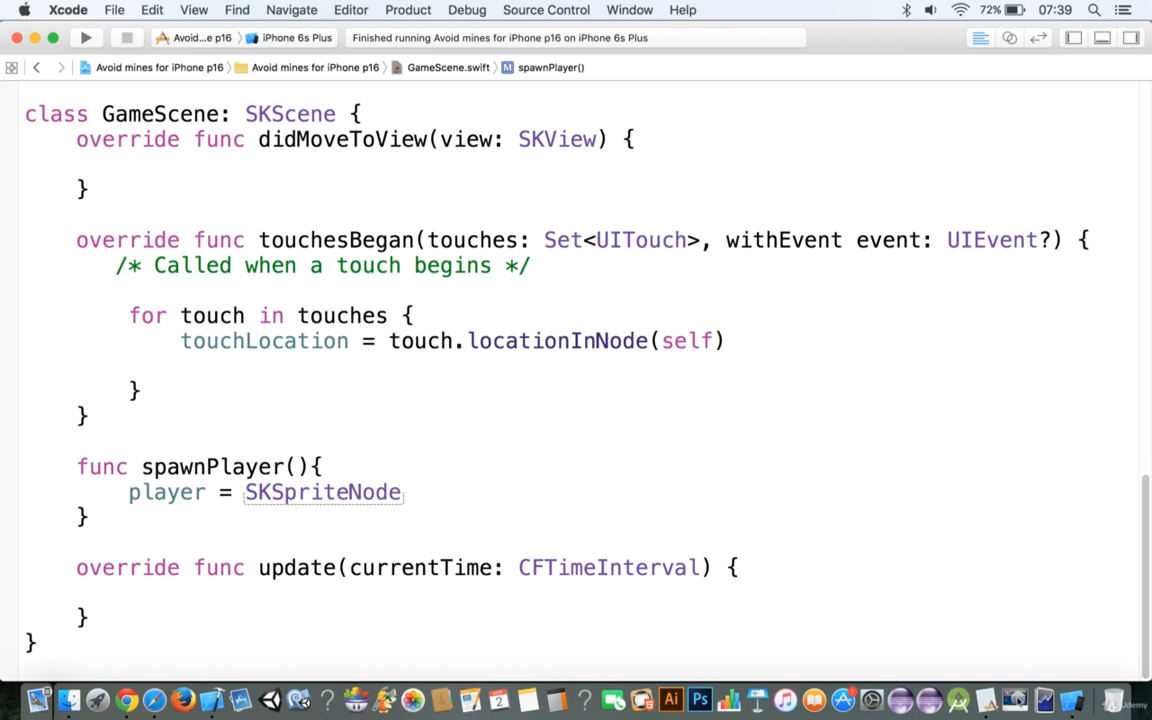 Xcode File Edit View Find Navigate Editor Product Debug Source Control Window Help 72% 07:39
Avoid...e p16 iPhone 6s Plus Finished running Avoid mines for iPhone p16 on iPhone 6s Plus
Avoid mines for iPhone p16 Avoid mines for iPhone p16 GameScene.swift M spawnPlayer()
class GameScene: SKScene {
override func didMoveToView(view: SKView) {
}
override func touchesBegan(touches: Set<UITouch>, withEvent event: UIEvent?) {
/* Called when a touch begins */
for touch in touches {
touchLocation = touch.locationInNode(self)
}
}
func spawnPlayer(){
player = SKSpriteNode
}
override func update(currentTime: CFTimeInterval) {
}
}
? 2 ? Ai Ps
Udemy